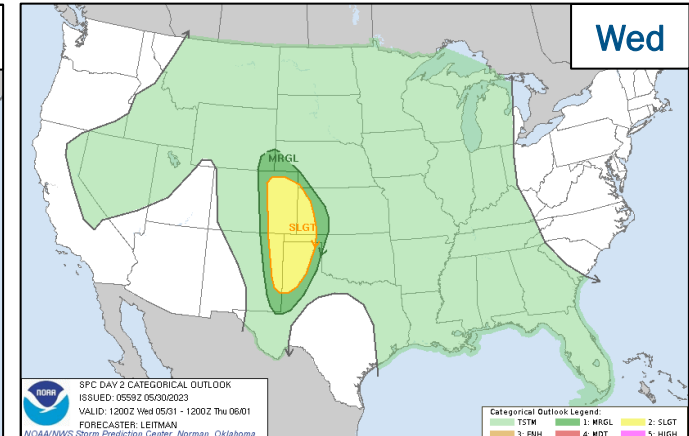 Wed
MRGL
SLGT
NOAA
SPC DAY 2 CATEGORICAL OUTLOOK
ISSUED: 0559Z 05/30/2023
VALID: 1200Z Wed 05/31 - 1200Z Thu 06/01
FORECASTER: LEITMAN
NOAA/NWS Storm Prediction Center, Norman, Oklahoma
Categorical Outlook Legend:
TSTM 1: MRGL 2: SLGT
3: ENH 4: MDT 5: HIGH